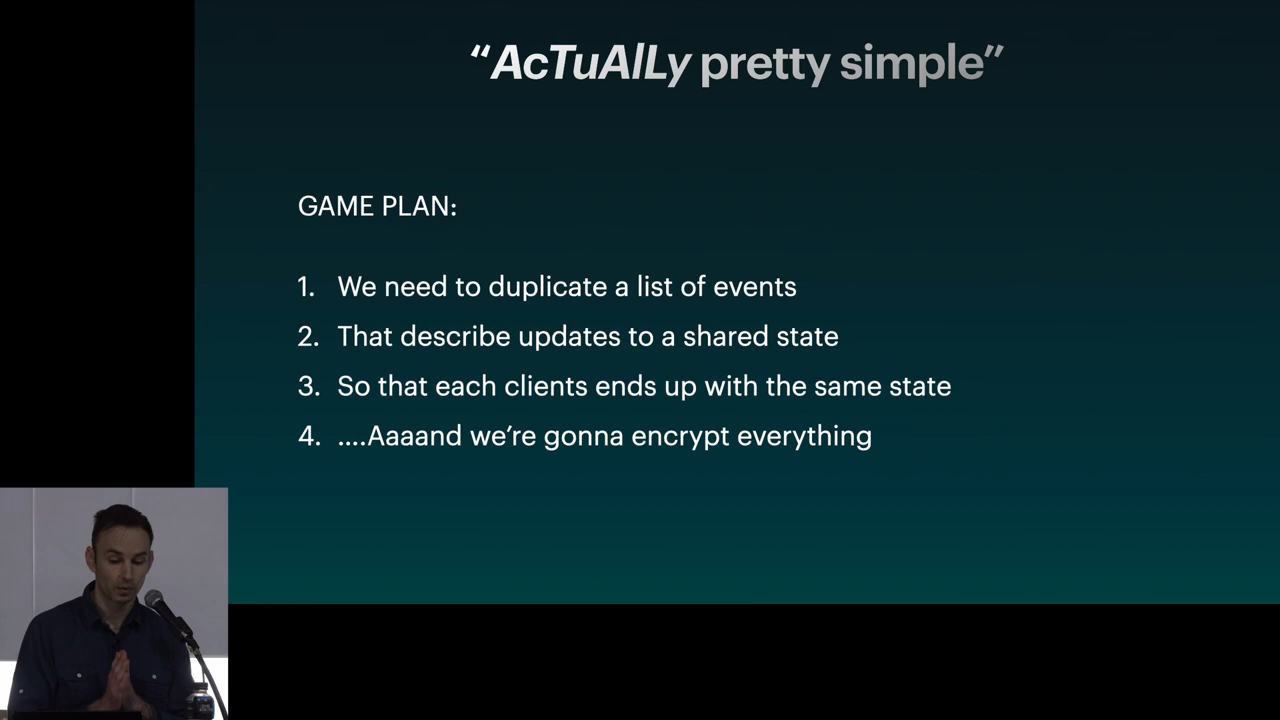 “AcTuAlLy pretty simple”
GAME PLAN:
1. We need to duplicate a list of events
2. That describe updates to a shared state
3. So that each clients ends up with the same state
4. ....Aaaand we’re gonna encrypt everything